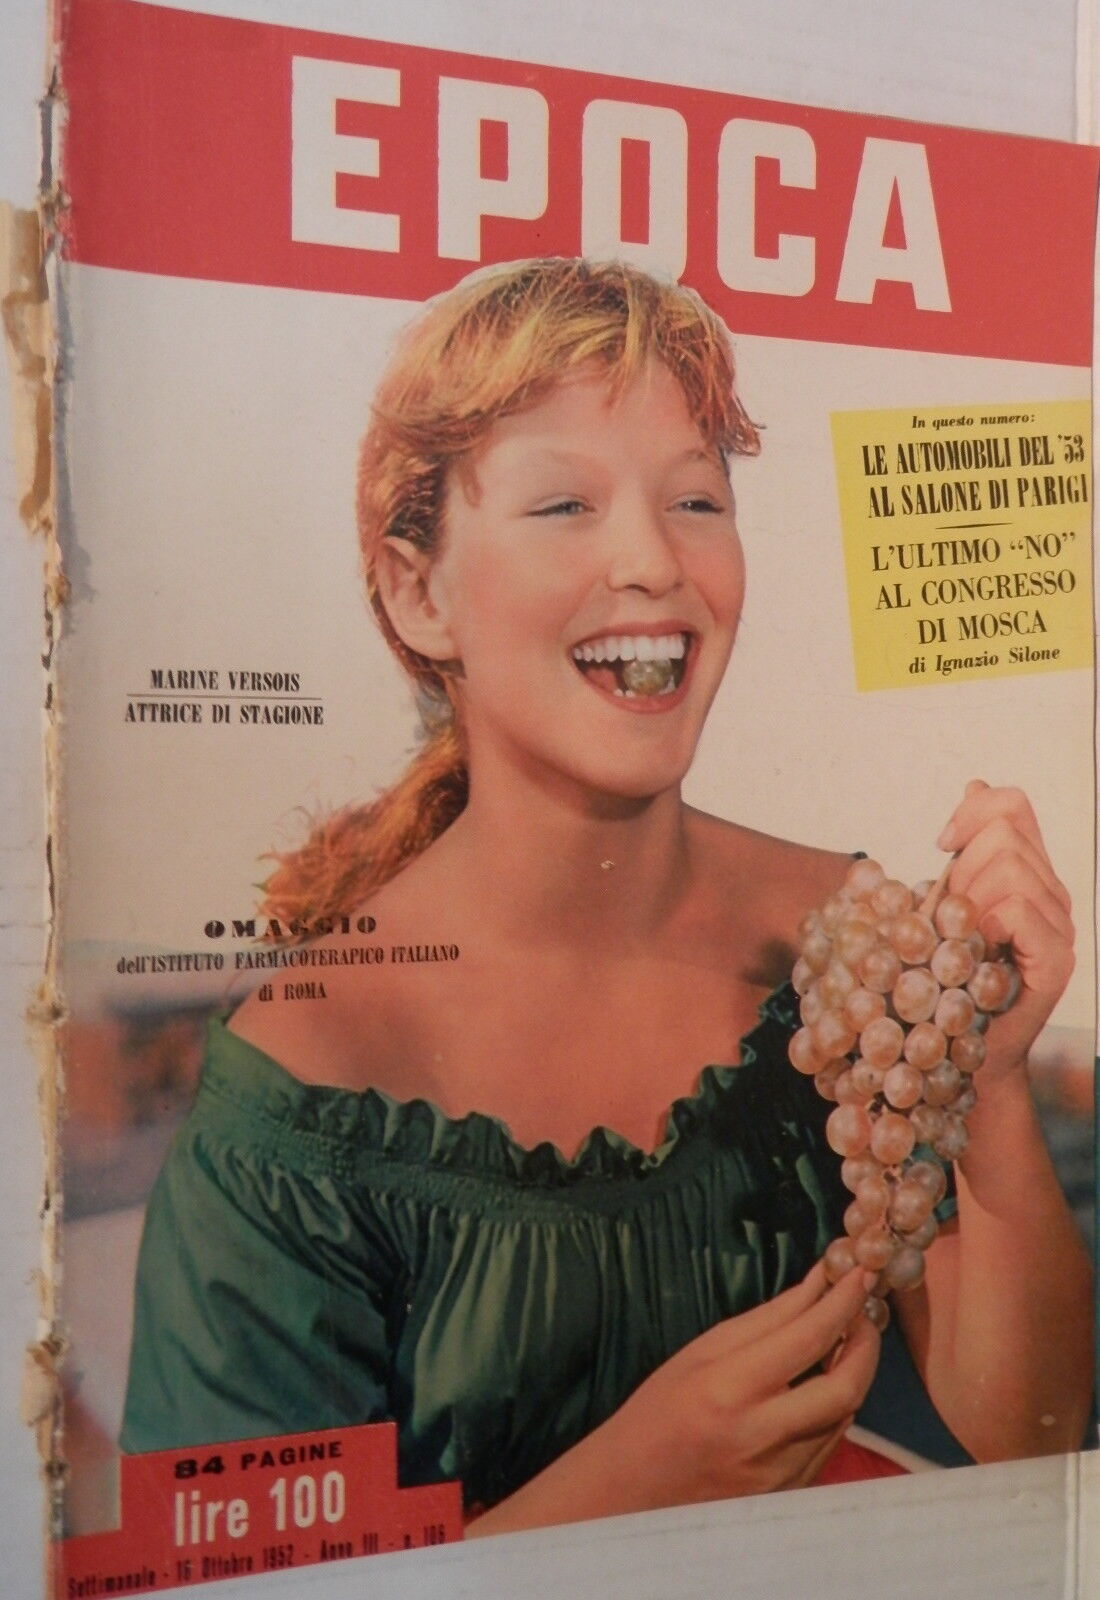 EPOCA
In questo numero:
LE AUTOMOBILI DEL '53
AL SALONE DI PARIGI
L'ULTIMO “NO”
AL CONGRESSO
DI MOSCA
di Ignazio Silone
MARINE VERSOIS
ATTRICE DI STAGIONE
OMAGGIO
dell'ISTITUTO FARMACOTERAPICO ITALIANO
di ROMA
84 PAGINE
lire 100
Settimanale - 16 Ottobre 1952 - Anno III - n. 106